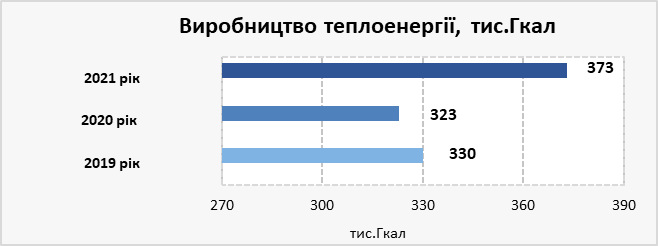 Виробництво теплоенергії, тис.Гкал
2021 рік 373
2020 рік 323
2019 рік 330
270 300 330 360 390
тис.Гкал